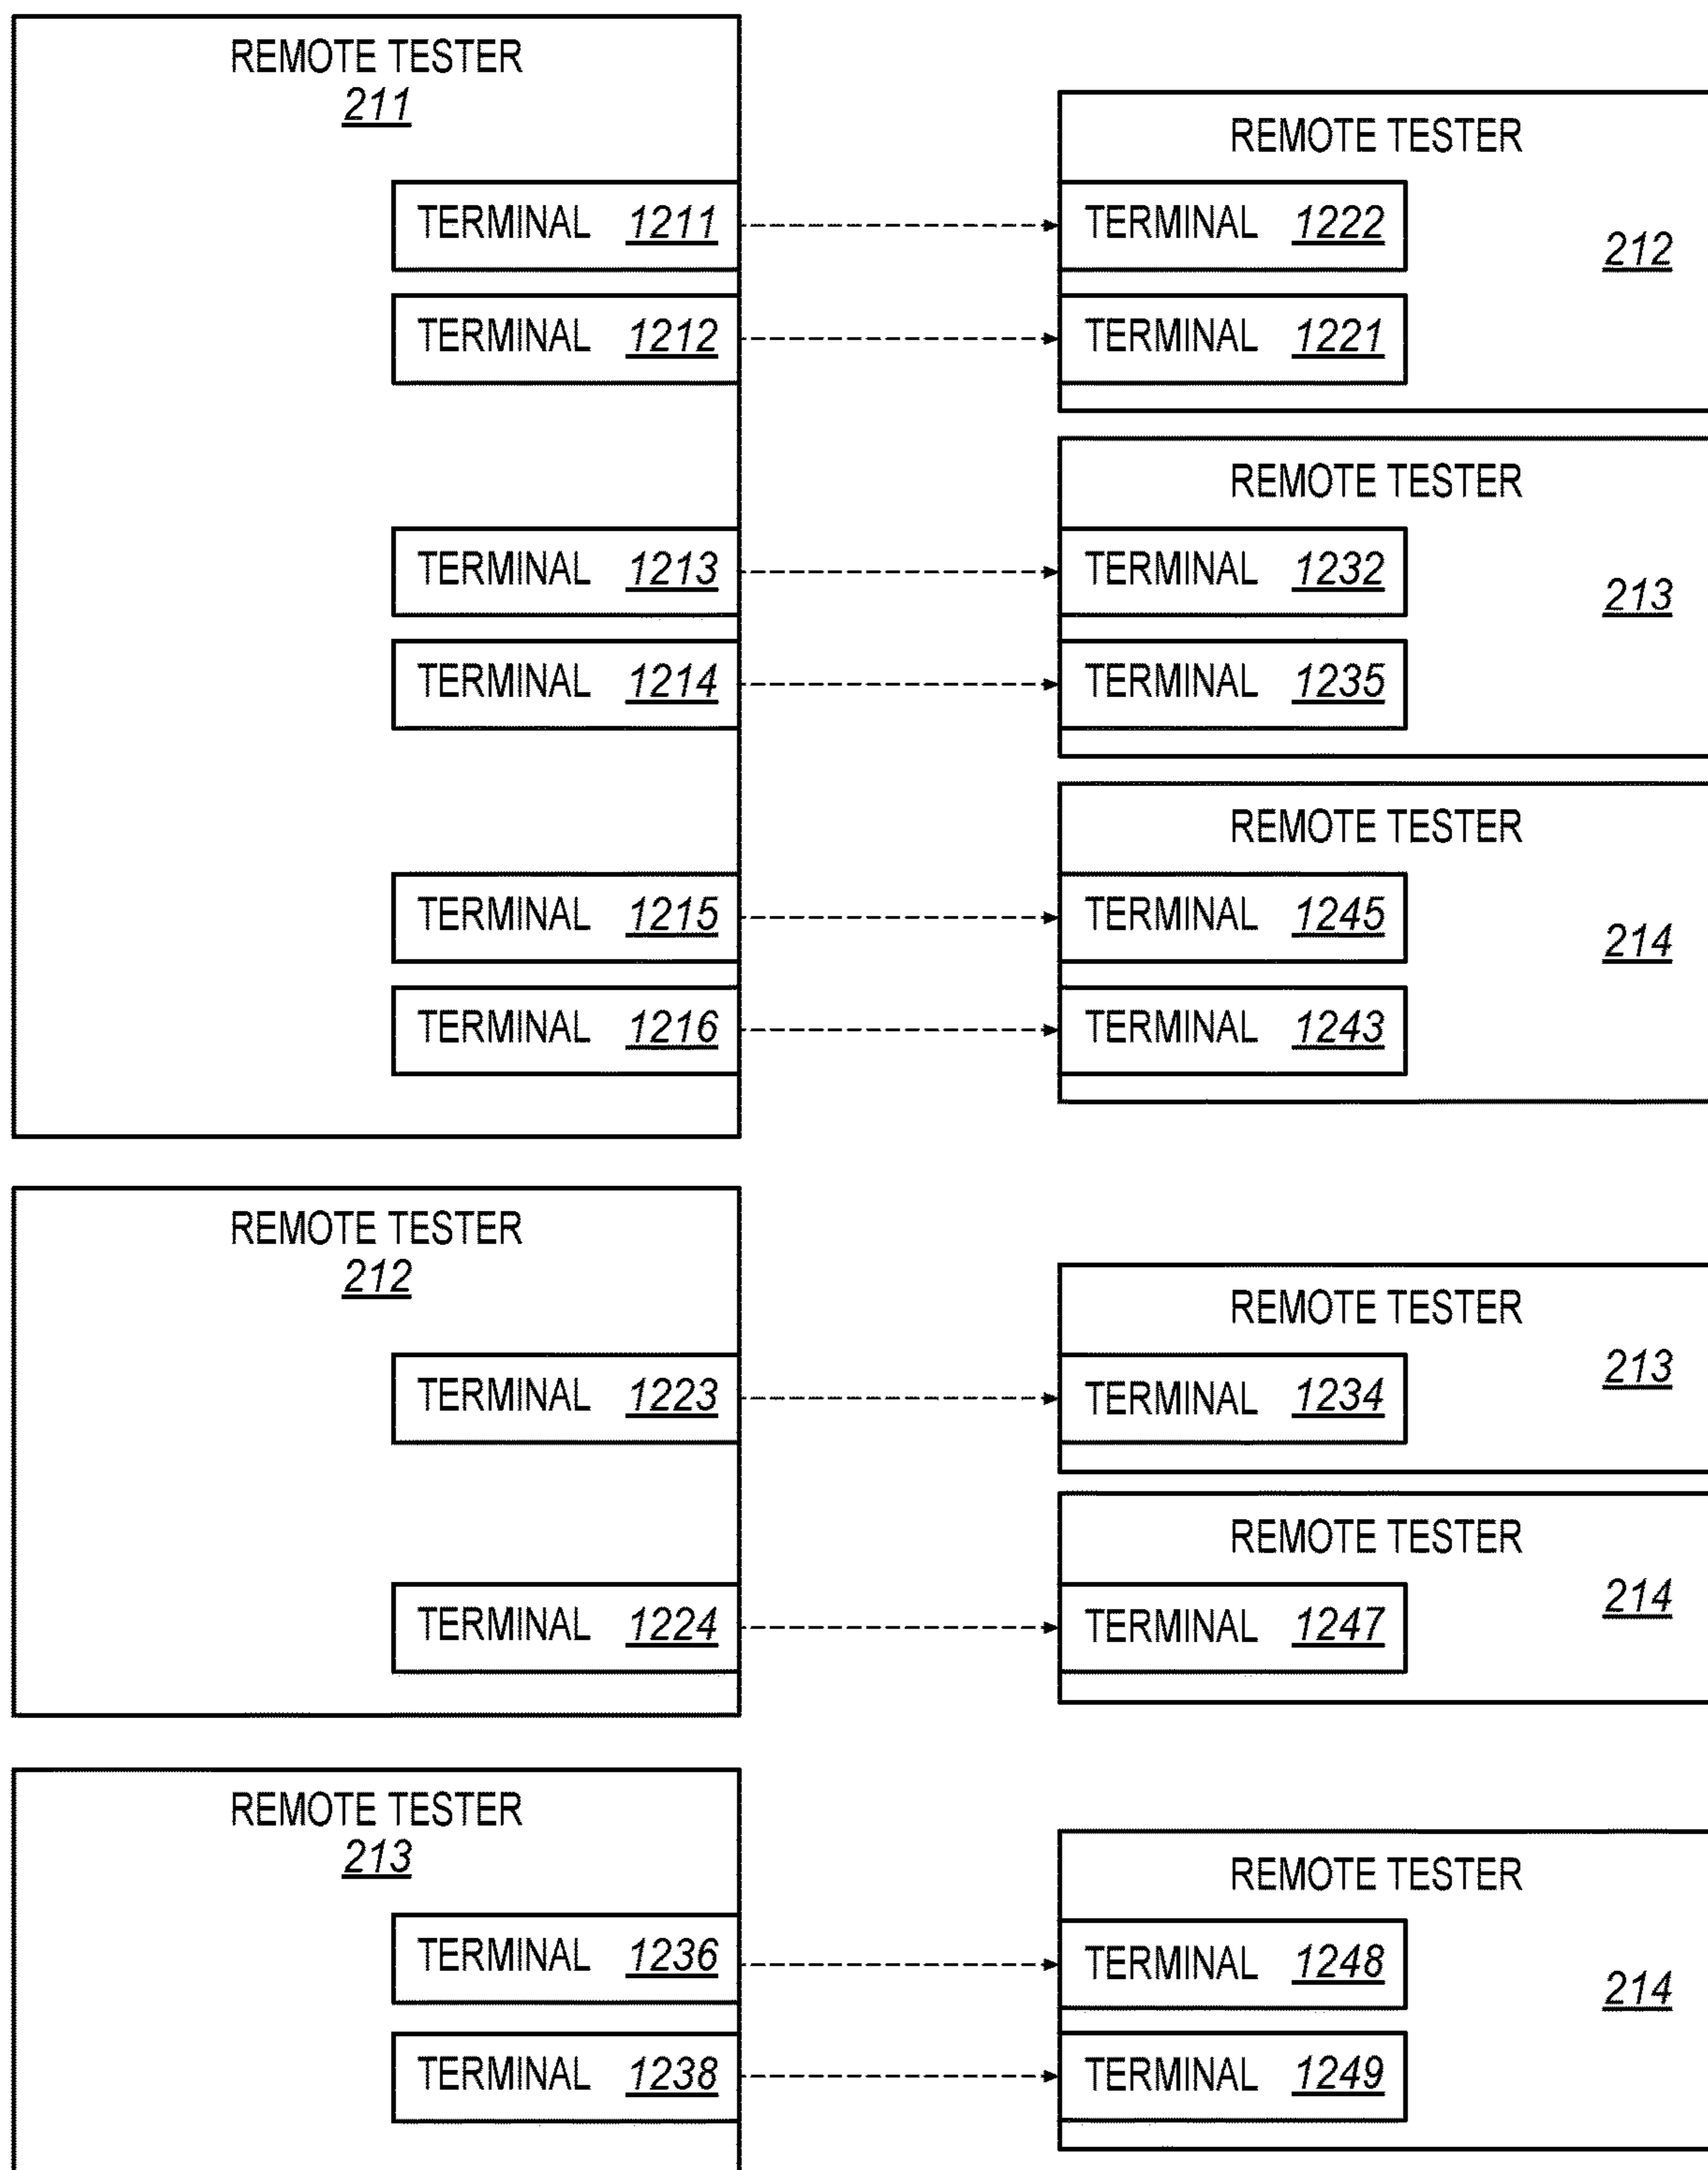 REMOTE TESTER
211
REMOTE TESTER
212
TERMINAL 1211
TERMINAL 1222
TERMINAL 1212
TERMINAL 1221
REMOTE TESTER
213
TERMINAL 1213
TERMINAL 1232
TERMINAL 1214
TERMINAL 1235
REMOTE TESTER
214
TERMINAL 1215
TERMINAL 1245
TERMINAL 1216
TERMINAL 1243
REMOTE TESTER
212
REMOTE TESTER
213
TERMINAL 1223
TERMINAL 1234
REMOTE TESTER
214
TERMINAL 1224
TERMINAL 1247
REMOTE TESTER
213
REMOTE TESTER
214
TERMINAL 1236
TERMINAL 1248
TERMINAL 1238
TERMINAL 1249